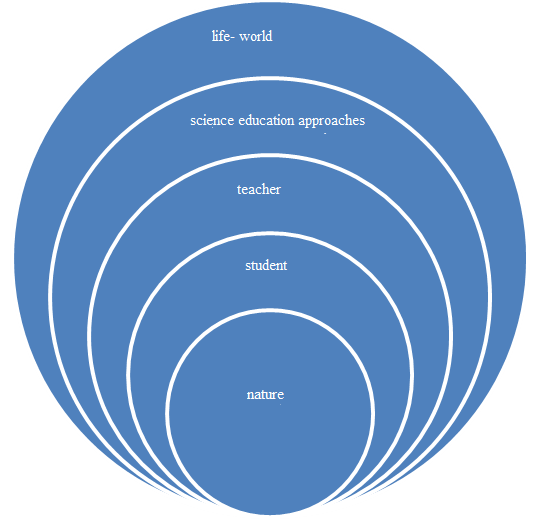 life- world
science education approaches
teacher
student
nature